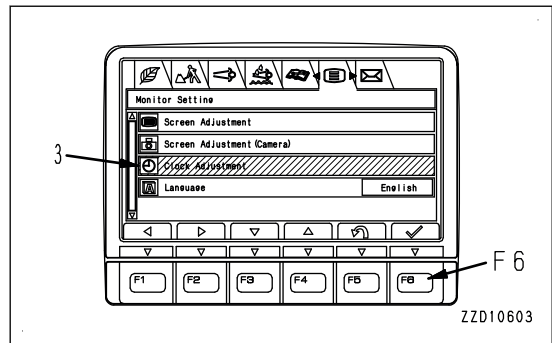 Monitor Setting
Screen Adjustment
Screen Adjustment (Camera)
3
Clock Adjustment
A
Language English
F1 F2 F3 F4 F5 F6
F6
ZZD10603